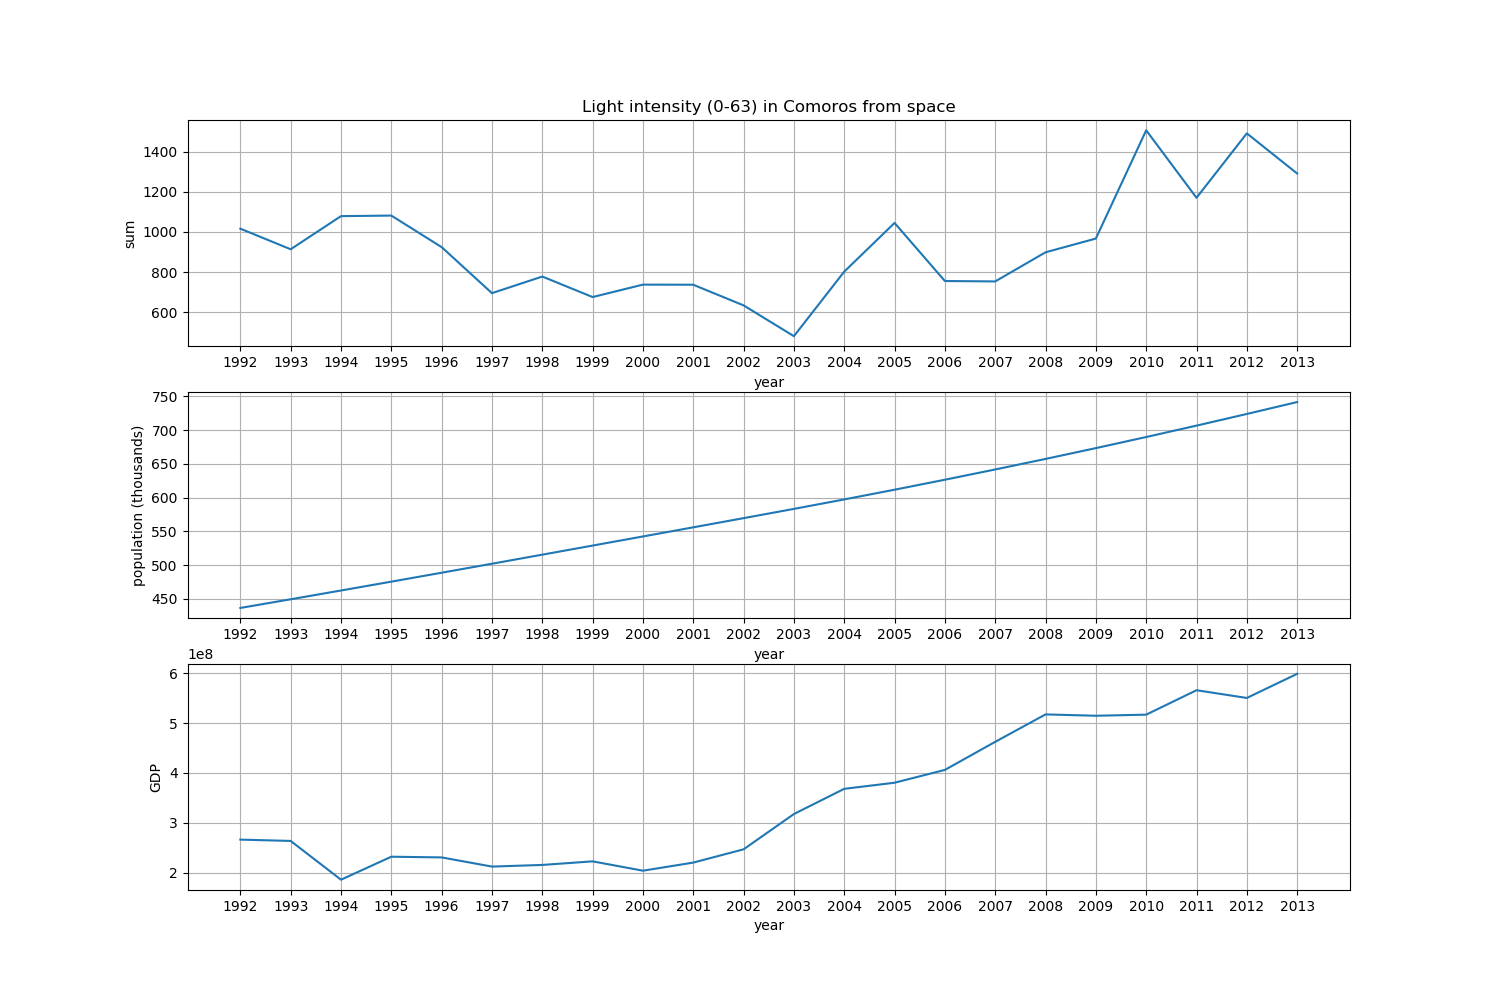 Light intensity (0-63) in Comoros from space
1400
1200
1000
800
600
sum
1992 1993 1994 1995 1996 1997 1998 1999 2000 2001 2002 2003 2004 2005 2006 2007 2008 2009 2010 2011 2012 2013
year
750
700
650
600
550
500
450
population (thousands)
1992 1993 1994 1995 1996 1997 1998 1999 2000 2001 2002 2003 2004 2005 2006 2007 2008 2009 2010 2011 2012 2013
year
1e8
6
5
4
3
2
GDP
1992 1993 1994 1995 1996 1997 1998 1999 2000 2001 2002 2003 2004 2005 2006 2007 2008 2009 2010 2011 2012 2013
year